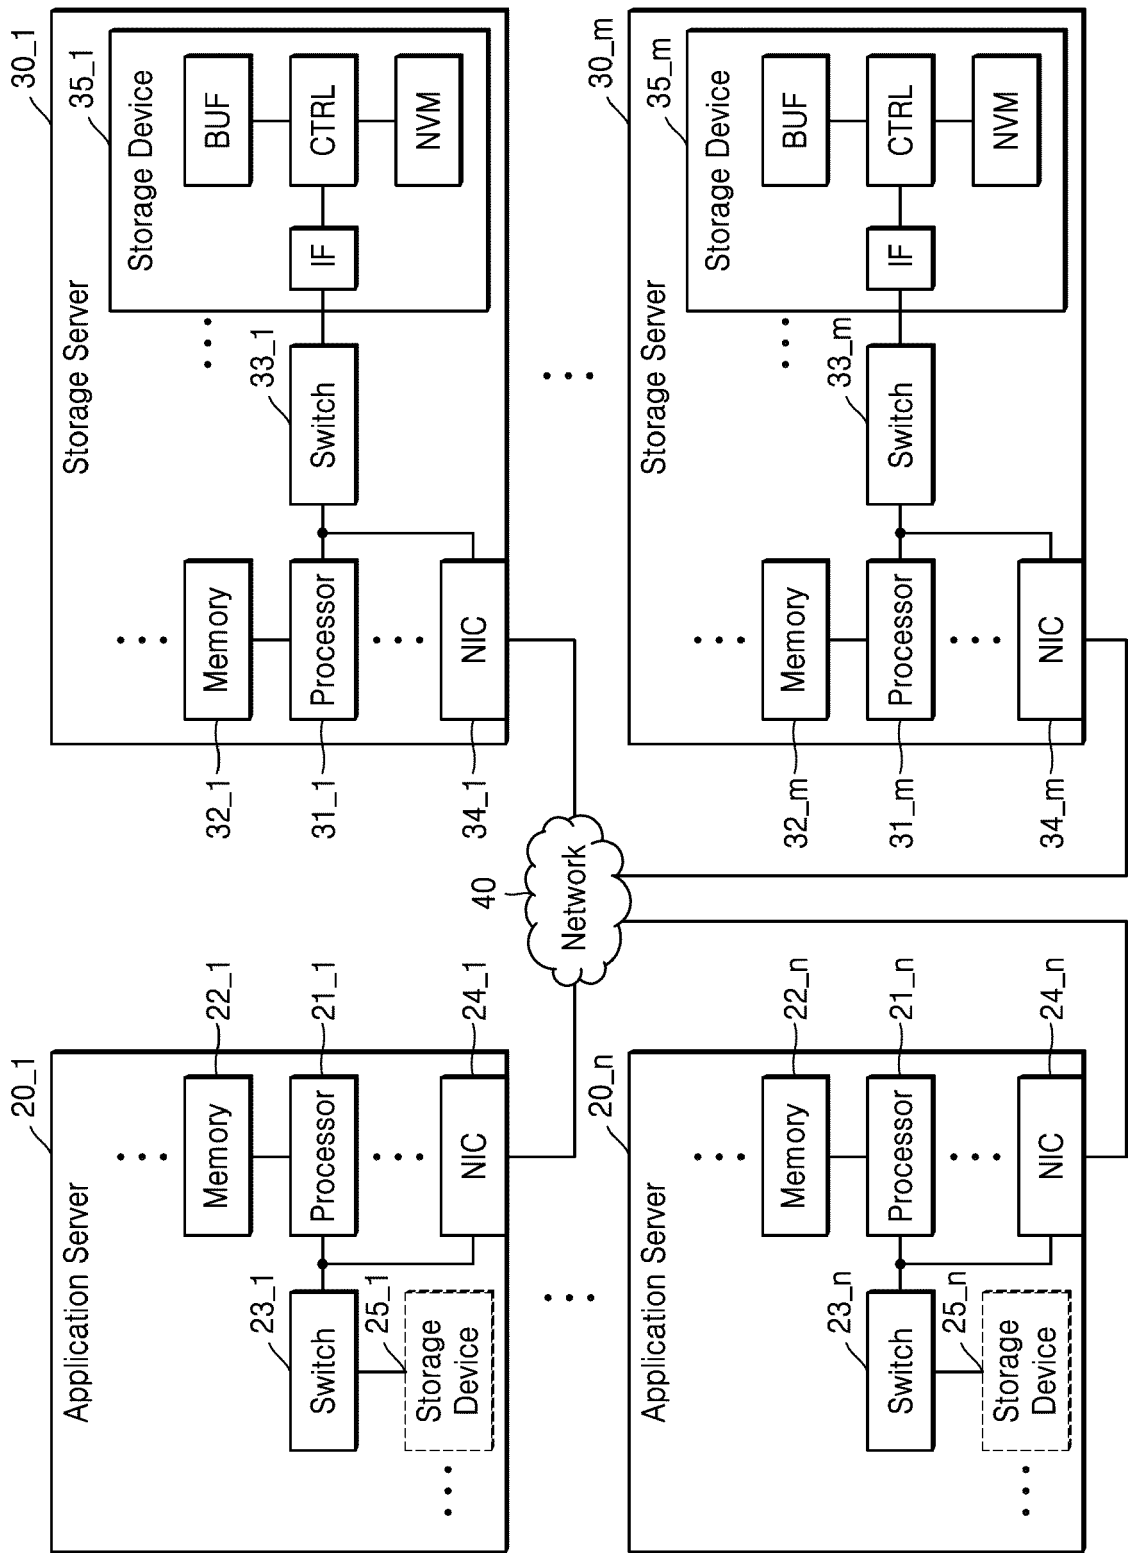 20_1
Application Server
Memory
22_1
Processor
21_1
Switch
23_1
Storage
Device
25_1
NIC
24_1
30_1
Storage Server
Memory
32_1
Processor
31_1
Switch
33_1
NIC
34_1
35_1
Storage Device
BUF
IF
CTRL
NVM
40
Network
20_n
Application Server
Memory
22_n
Processor
21_n
Switch
23_n
Storage
Device
25_n
NIC
24_n
30_m
Storage Server
Memory
32_m
Processor
31_m
Switch
33_m
NIC
34_m
35_m
Storage Device
BUF
IF
CTRL
NVM